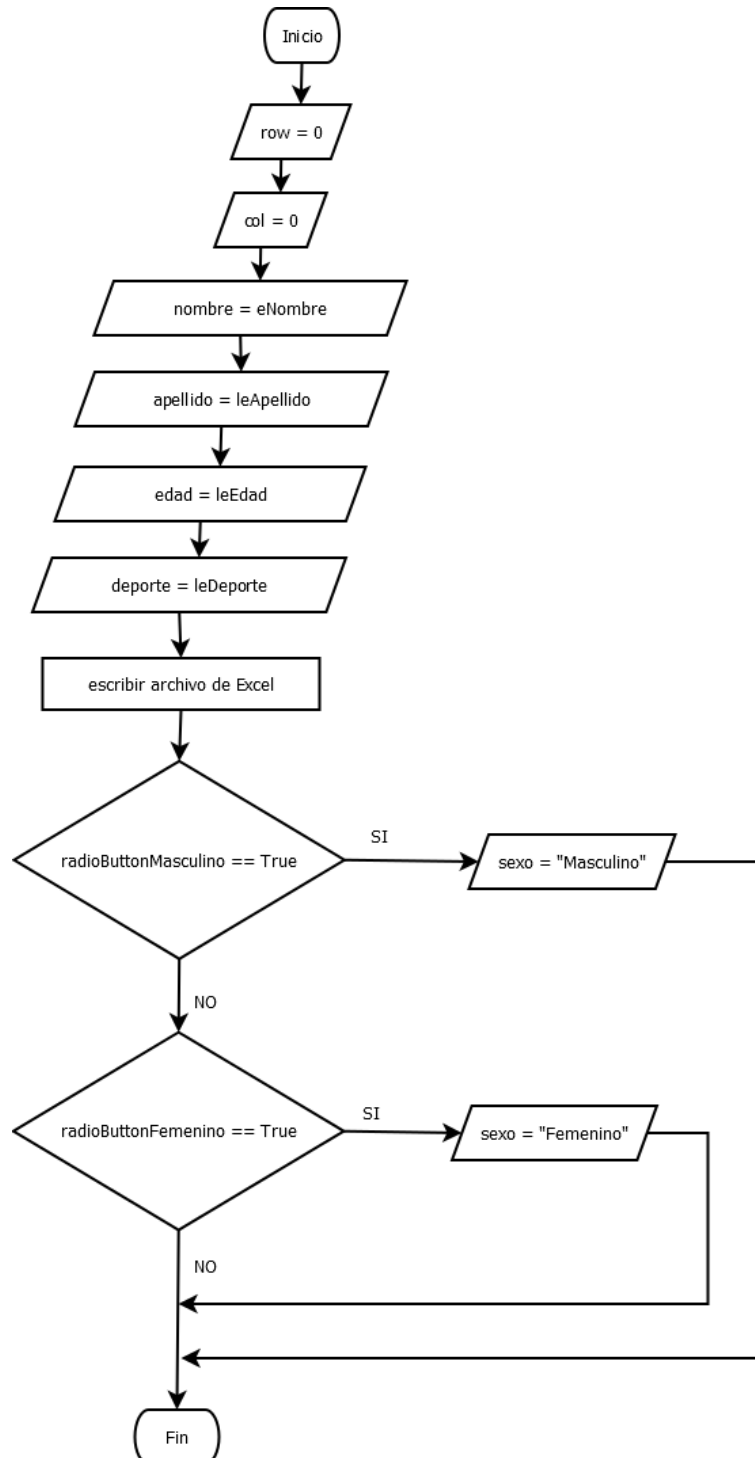 Inicio
row = 0
col = 0
nombre = eNombre
apellido = leApellido
edad = leEdad
deporte = leDeporte
escribir archivo de Excel
radioButtonMasculino == True
SI
sexo = "Masculino"
NO
radioButtonFemenino == True
SI
sexo = "Femenino"
NO
Fin